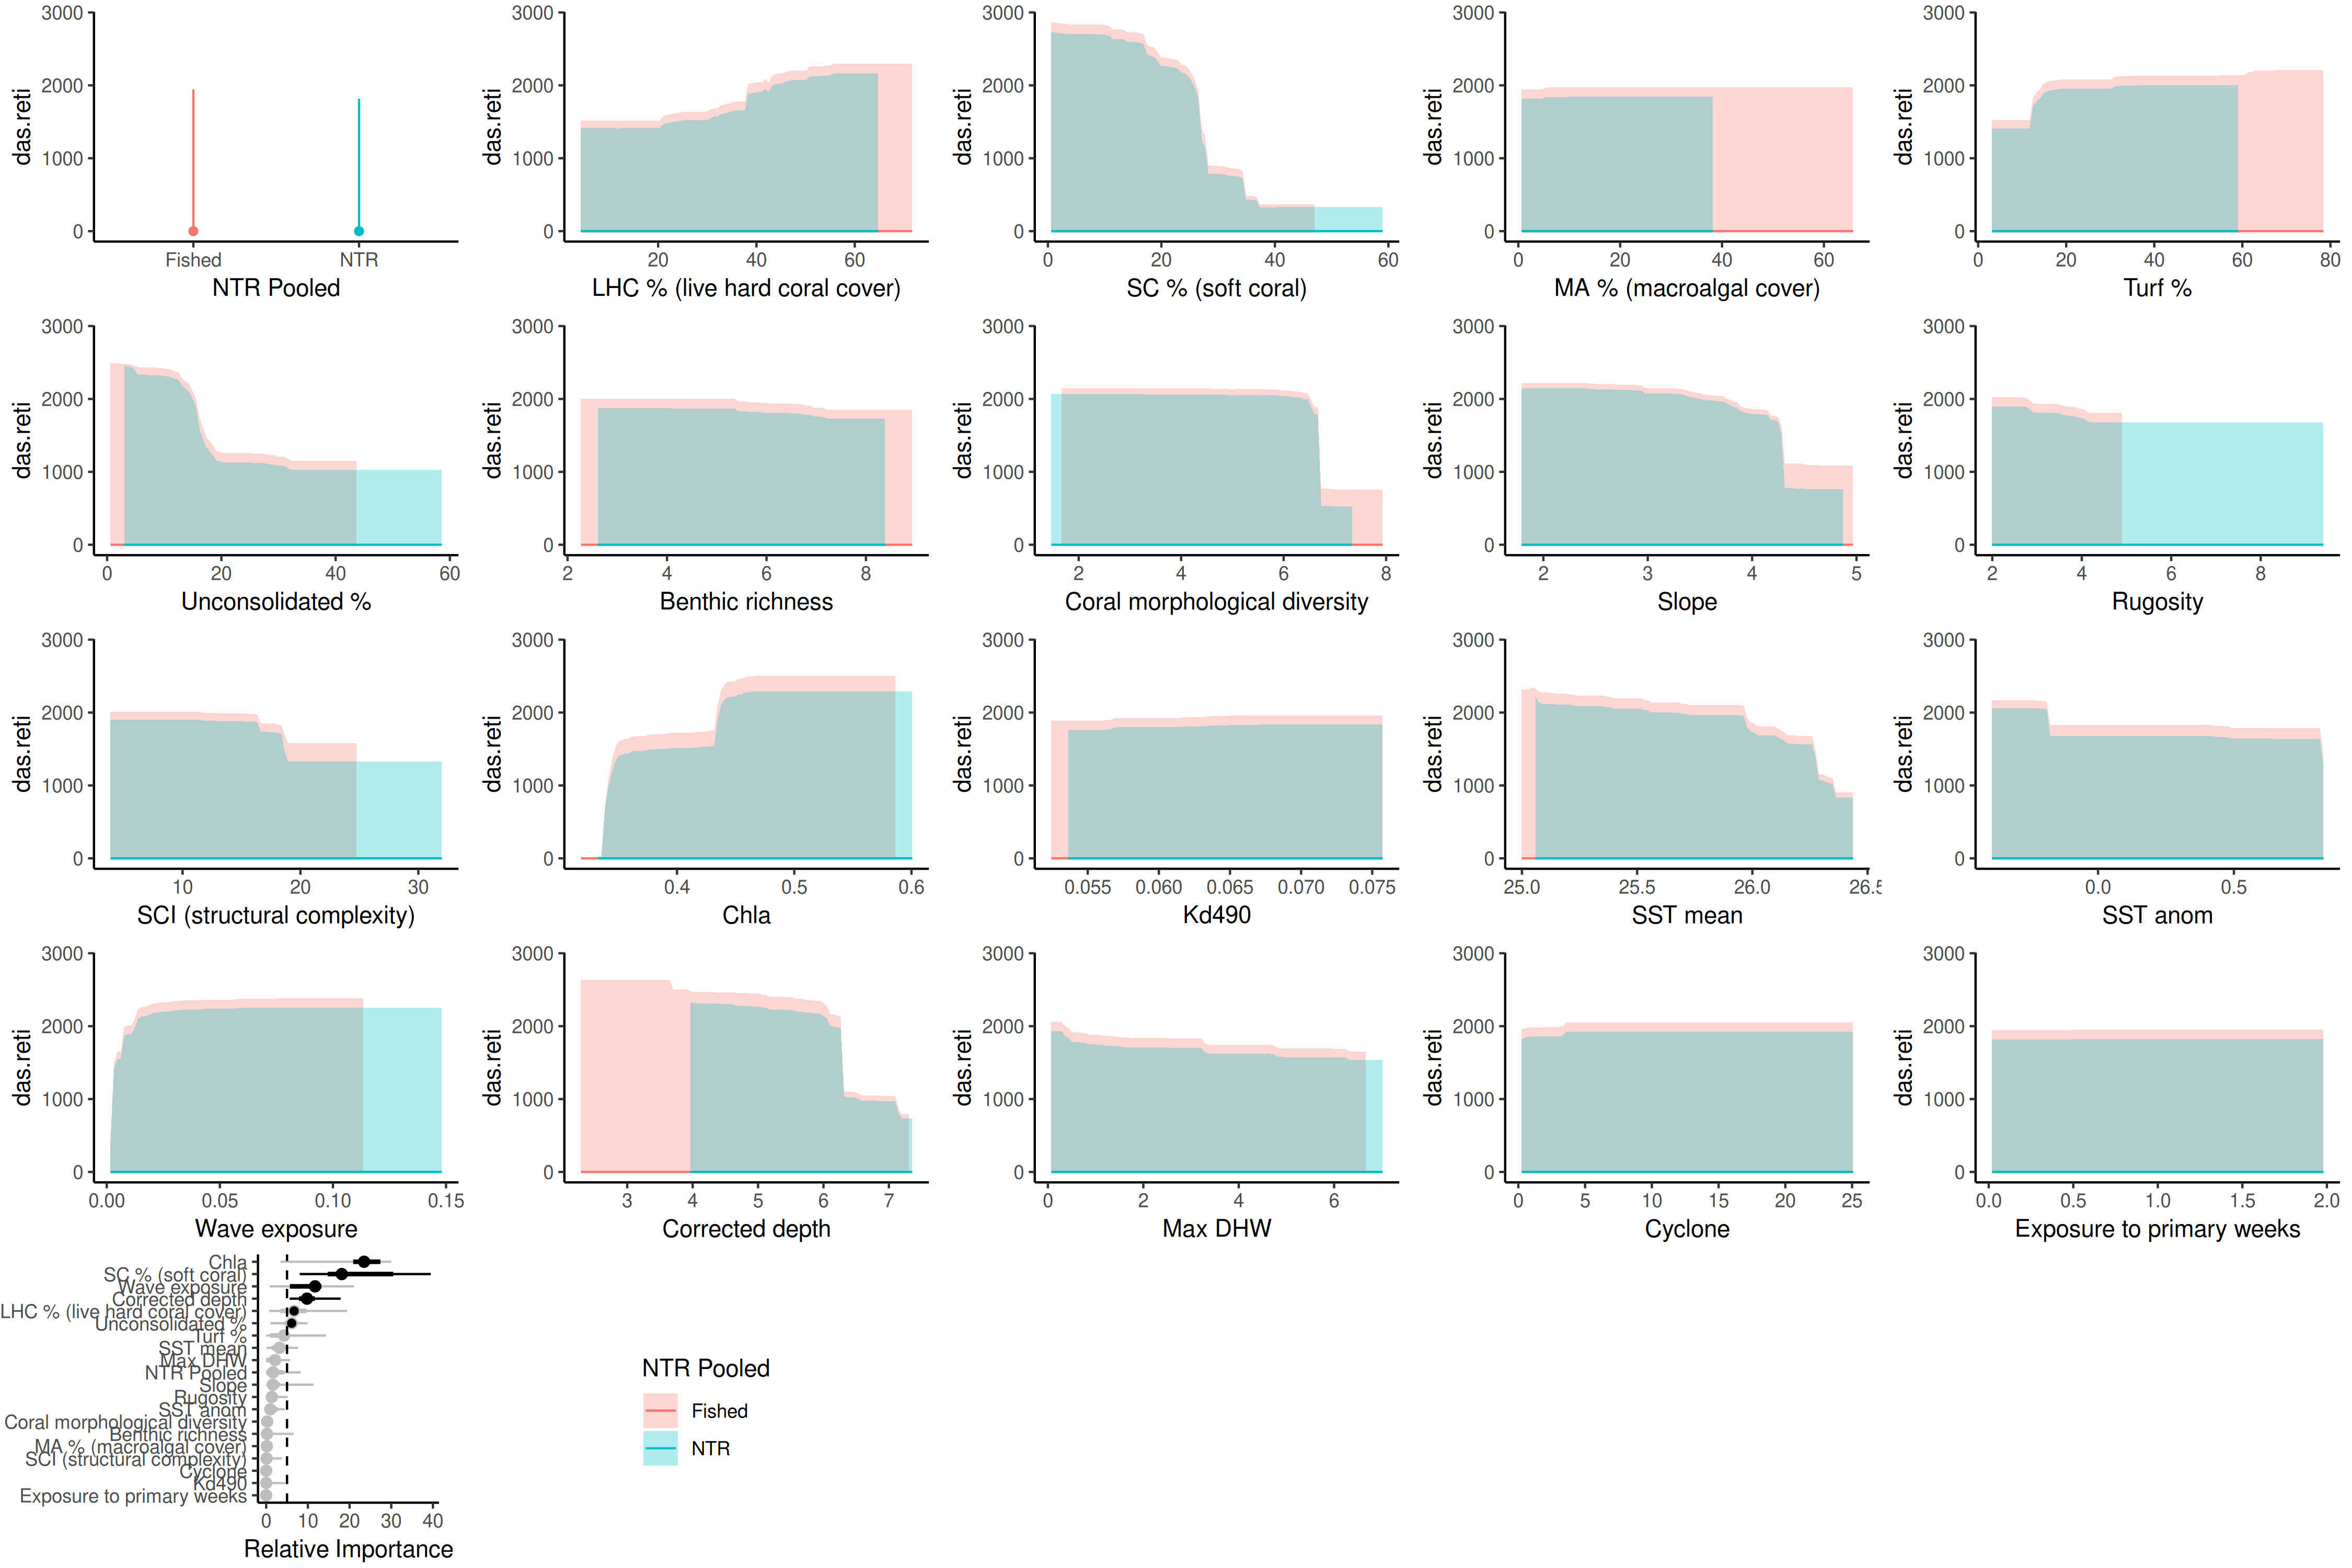 3000 3000 3000 3000 3000
2000 2000 2000 2000 2000
das.reti das.reti das.reti das.reti das.reti
1000 1000 1000 1000 1000
0 0 0 0 0
Fished NTR 20 40 60 0 20 40 60 0 20 40 60 0 20 40 60 80
NTR Pooled LHC % (live hard coral cover) SC % (soft coral) MA % (macroalgal cover) Turf %
3000 3000 3000 3000 3000
2000 2000 2000 2000 2000
das.reti das.reti das.reti das.reti das.reti
1000 1000 1000 1000 1000
0 0 0 0 0
0 20 40 60 2 4 6 8 2 4 6 8 2 3 4 5 2 4 6 8
Unconsolidated % Benthic richness Coral morphological diversity Slope Rugosity
3000 3000 3000 3000 3000
2000 2000 2000 2000 2000
das.reti das.reti das.reti das.reti das.reti
1000 1000 1000 1000 1000
0 0 0 0 0
10 20 30 0.4 0.5 0.6 0.055 0.060 0.065 0.070 0.075 25.0 25.5 26.0 26.5 0.0 0.5
SCI (structural complexity) Chla Kd490 SST mean SST anom
3000 3000 3000 3000 3000
2000 2000 2000 2000 2000
das.reti das.reti das.reti das.reti das.reti
1000 1000 1000 1000 1000
0 0 0 0 0
0.00 0.05 0.10 0.15 3 4 5 6 7 0 2 4 6 0 5 10 15 20 25 0.0 0.5 1.0 1.5 2.0
Wave exposure Corrected depth Max DHW Cyclone Exposure to primary weeks
Chla
SC % (soft coral)
Wave exposure
Corrected depth
LHC % (live hard coral cover)
Unconsolidated %
Turf %
SST mean
Max DHW
NTR Pooled
Slope
Rugosity
SST anom
Coral morphological diversity
Benthic richness
MA % (macroalgal cover)
SCI (structural complexity)
Cyclone
Kd490
Exposure to primary weeks
0 10 20 30 40
Relative Importance
NTR Pooled
Fished
NTR